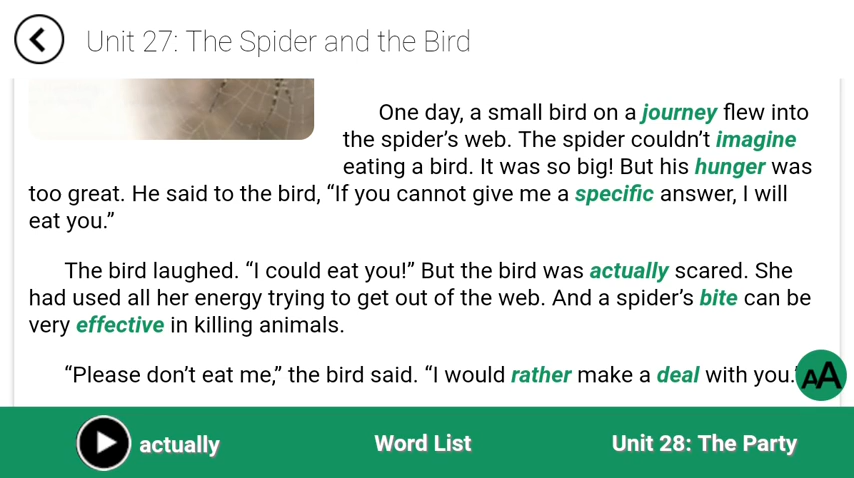 Unit 27: The Spider and the Bird
One day, a small bird on a journey flew into
the spider’s web. The spider couldn’t imagine
eating a bird. It was so big! But his hunger was
too great. He said to the bird, “If you cannot give me a specific answer, I will
eat you.”
The bird laughed. “I could eat you!” But the bird was actually scared. She
had used all her energy trying to get out of the web. And a spider’s bite can be
very effective in killing animals.
“Please don’t eat me,” the bird said. “I would rather make a deal with you.”
AA
actually
Word List
Unit 28: The Party